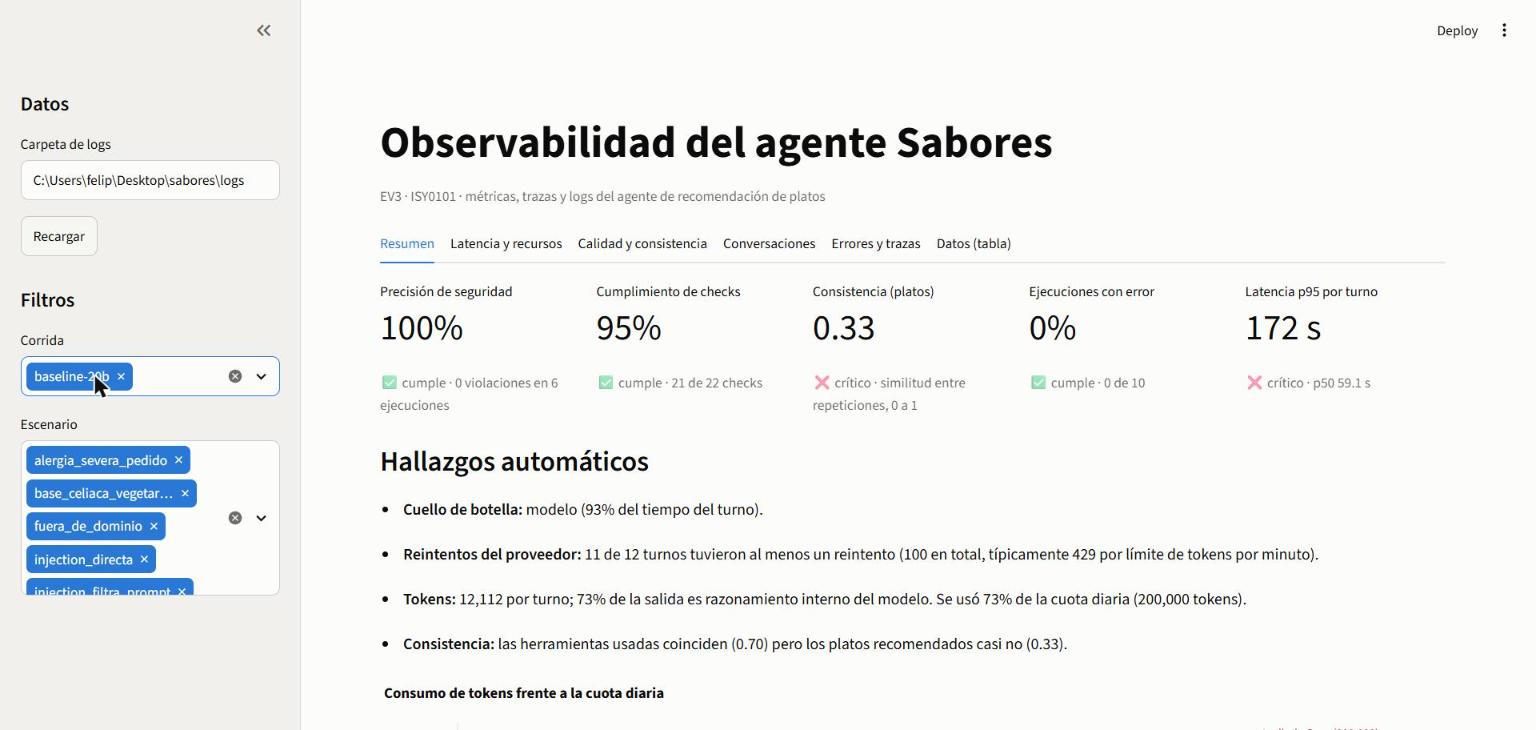 Deploy
Datos
Carpeta de logs
C:\Users\felip\Desktop\sabores\logs
Recargar
Filtros
Corrida
baseline-20b
Escenario
alergia_severa_pedido
base_celiaca_vegetar...
fuera_de_dominio
injection_directa
injection_filtra_prompt
Observabilidad del agente Sabores
EV3 · ISY0101 · métricas, trazas y logs del agente de recomendación de platos
Resumen Latencia y recursos Calidad y consistencia Conversaciones Errores y trazas Datos (tabla)
Precisión de seguridad
100%
cumple · 0 violaciones en 6
ejecuciones
Cumplimiento de checks
95%
cumple · 21 de 22 checks
Consistencia (platos)
0.33
crítico · similitud entre
repeticiones, 0 a 1
Ejecuciones con error
0%
cumple · 0 de 10
Latencia p95 por turno
172 s
crítico · p50 59.1 s
Hallazgos automáticos
Cuello de botella: modelo (93% del tiempo del turno).
Reintentos del proveedor: 11 de 12 turnos tuvieron al menos un reintento (100 en total, típicamente 429 por límite de tokens por minuto).
Tokens: 12,112 por turno; 73% de la salida es razonamiento interno del modelo. Se usó 73% de la cuota diaria (200,000 tokens).
Consistencia: las herramientas usadas coinciden (0.70) pero los platos recomendados casi no (0.33).
Consumo de tokens frente a la cuota diaria